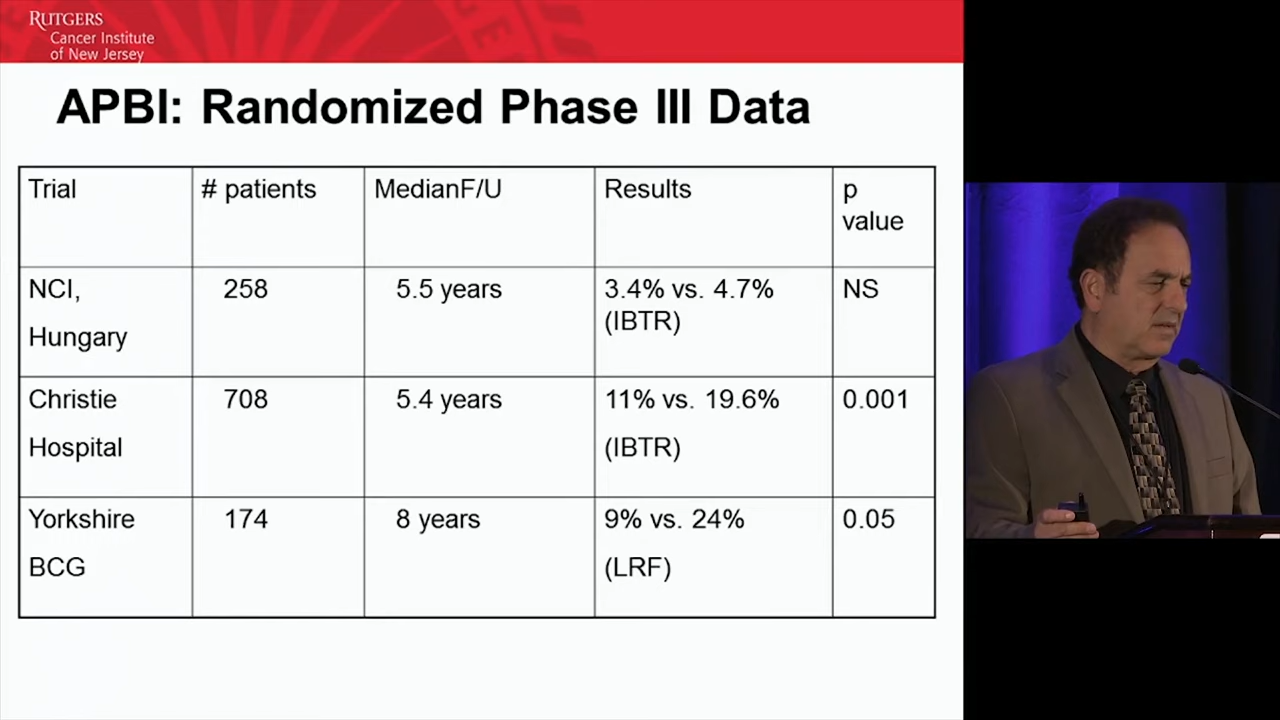 RUTGERS
Cancer Institute
of New Jersey
APBI: Randomized Phase III Data
Trial # patients MedianF/U Results p value
NCI, Hungary 258 5.5 years 3.4% vs. 4.7% (IBTR) NS
Christie Hospital 708 5.4 years 11% vs. 19.6% (IBTR) 0.001
Yorkshire BCG 174 8 years 9% vs. 24% (LRF) 0.05